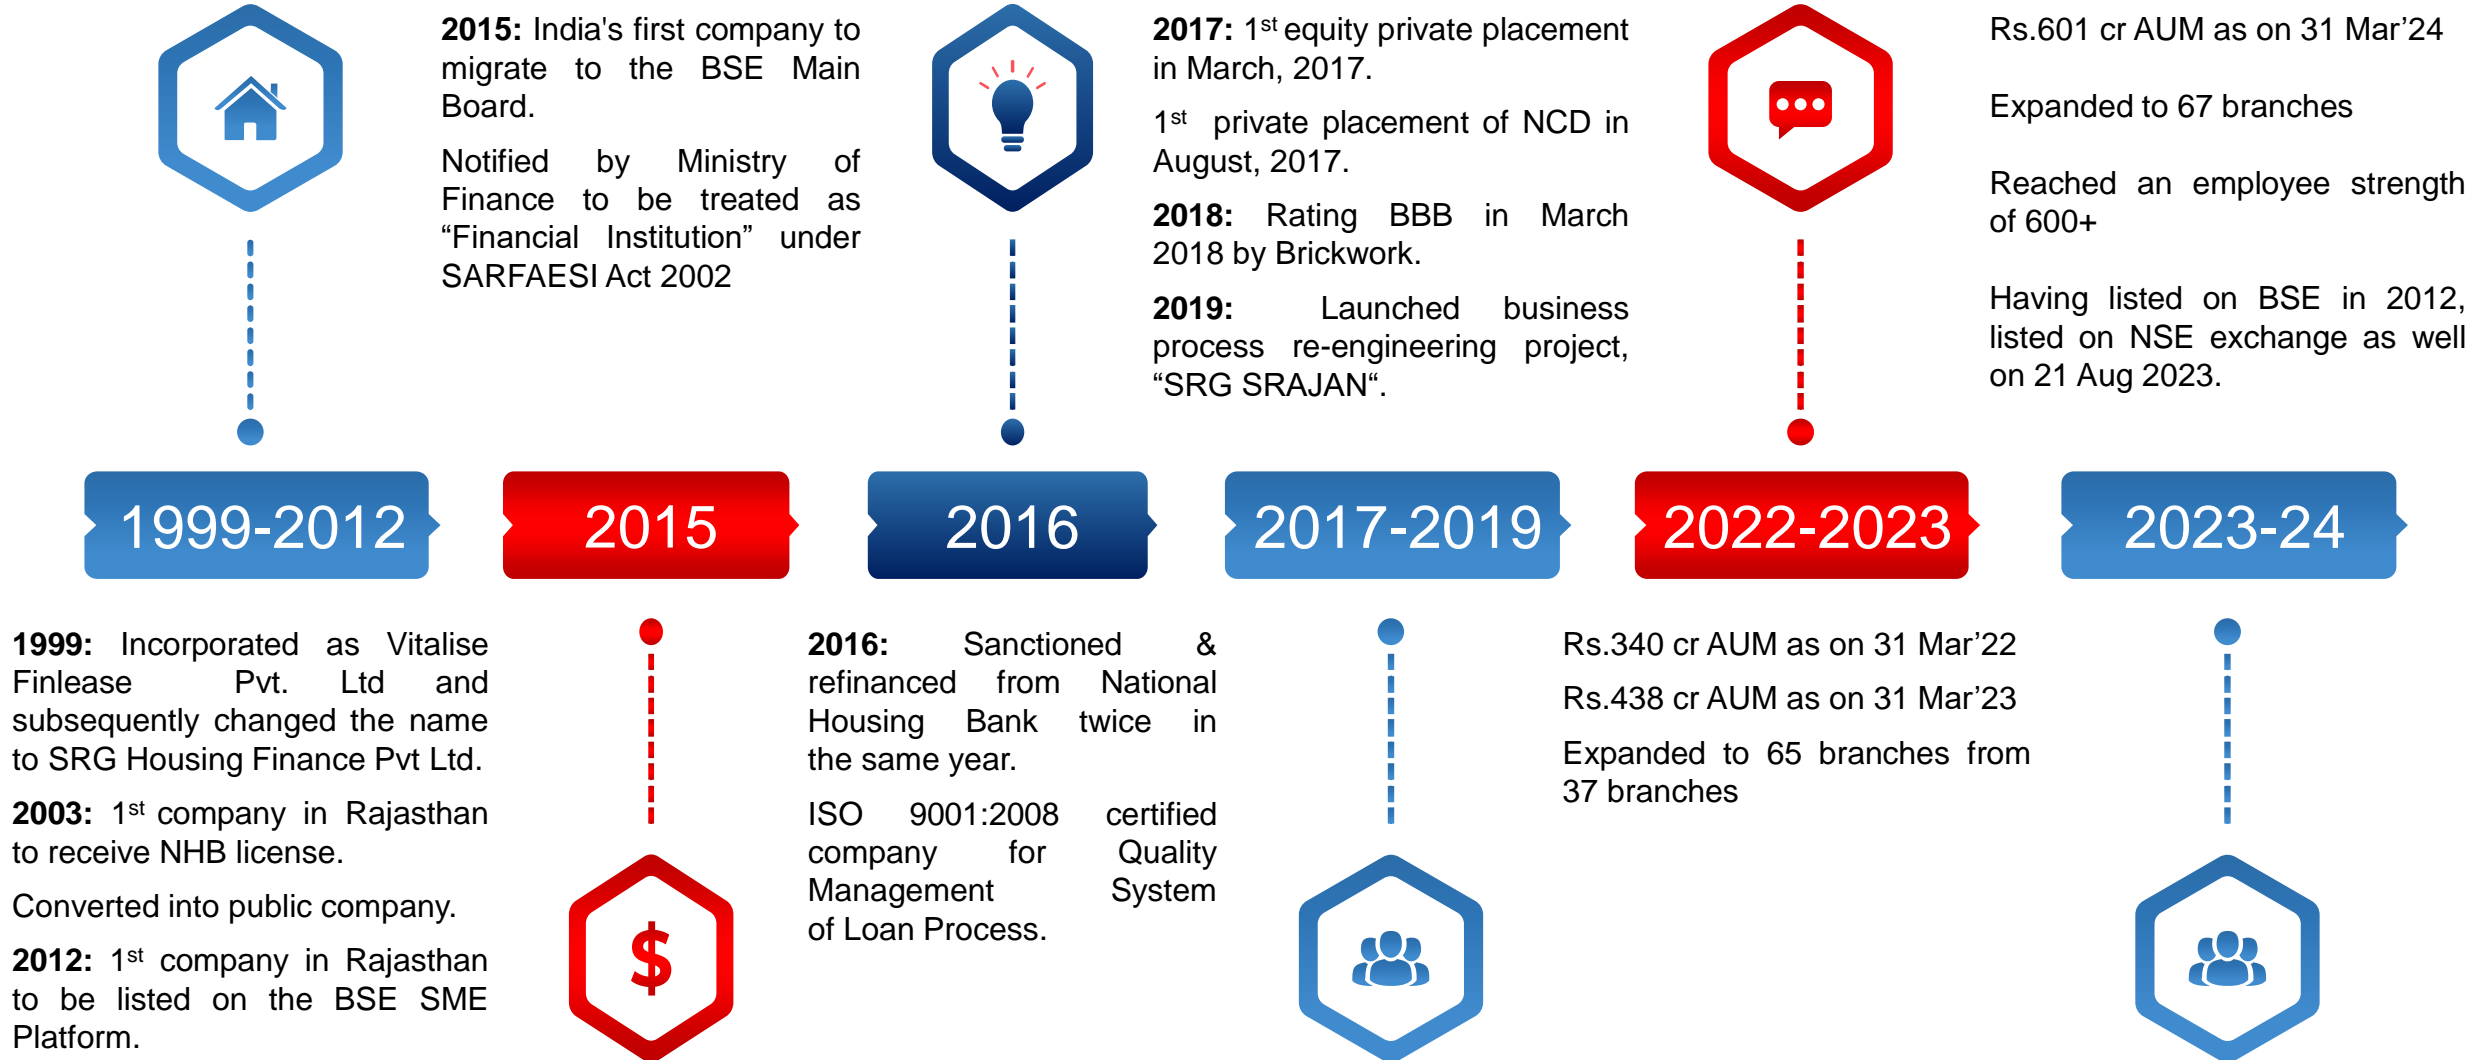 2015: India's first company to
migrate to the BSE Main
Board.
Notified by Ministry of
Finance to be treated as
“Financial Institution” under
SARFAESI Act 2002
2017: 1st equity private placement
in March, 2017.
1st private placement of NCD in
August, 2017.
2018: Rating BBB in March
2018 by Brickwork.
2019: Launched business
process re-engineering project,
“SRG SRAJAN“.
Rs.601 cr AUM as on 31 Mar’24
Expanded to 67 branches
Reached an employee strength
of 600+
Having listed on BSE in 2012,
listed on NSE exchange as well
on 21 Aug 2023.
1999-2012
2015
2016
2017-2019
2022-2023
2023-24
1999: Incorporated as Vitalise
Finlease Pvt. Ltd and
subsequently changed the name
to SRG Housing Finance Pvt Ltd.
2003: 1st company in Rajasthan
to receive NHB license.
Converted into public company.
2012: 1st company in Rajasthan
to be listed on the BSE SME
Platform.
$
2016: Sanctioned &
refinanced from National
Housing Bank twice in
the same year.
ISO 9001:2008 certified
company for Quality
Management System
of Loan Process.
Rs.340 cr AUM as on 31 Mar’22
Rs.438 cr AUM as on 31 Mar’23
Expanded to 65 branches from
37 branches